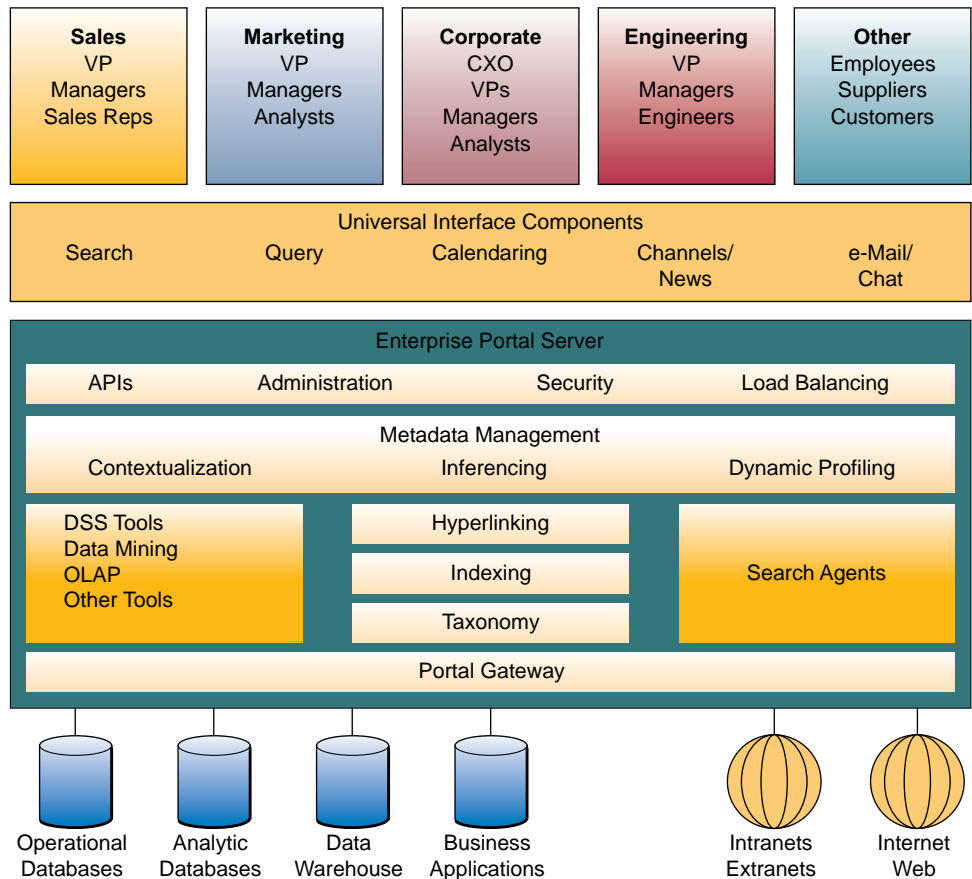 Sales
VP
Managers
Sales Reps
Marketing
VP
Managers
Analysts
Corporate
CXO
VPs
Managers
Analysts
Engineering
VP
Managers
Engineers
Other
Employees
Suppliers
Customers
Universal Interface Components
Search
Query
Calendaring
Channels/
News
e-Mail/
Chat
Enterprise Portal Server
APIs
Administration
Security
Load Balancing
Metadata Management
Contextualization
Inferencing
Dynamic Profiling
DSS Tools
Data Mining
OLAP
Other Tools
Hyperlinking
Indexing
Taxonomy
Search Agents
Portal Gateway
Operational
Databases
Analytic
Databases
Data
Warehouse
Business
Applications
Intranets
Extranets
Internet
Web